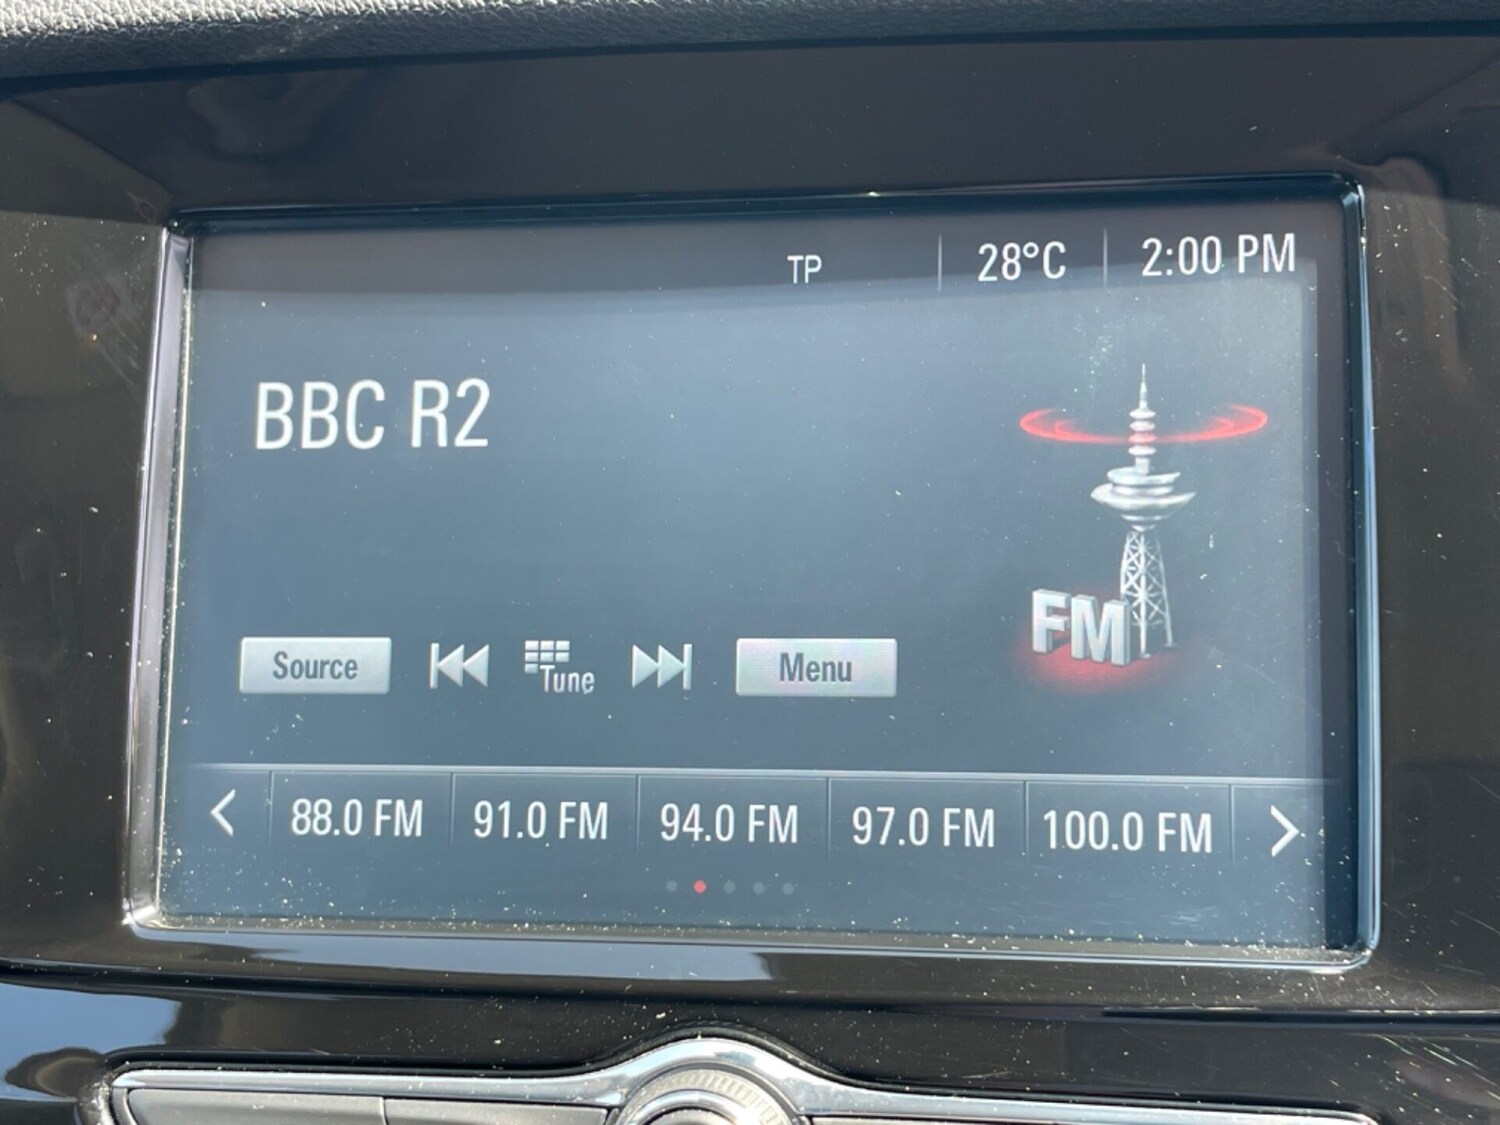 TP 28°C 2:00 PM
BBC R2
FM
Source Tune Menu
88.0 FM 91.0 FM 94.0 FM 97.0 FM 100.0 FM